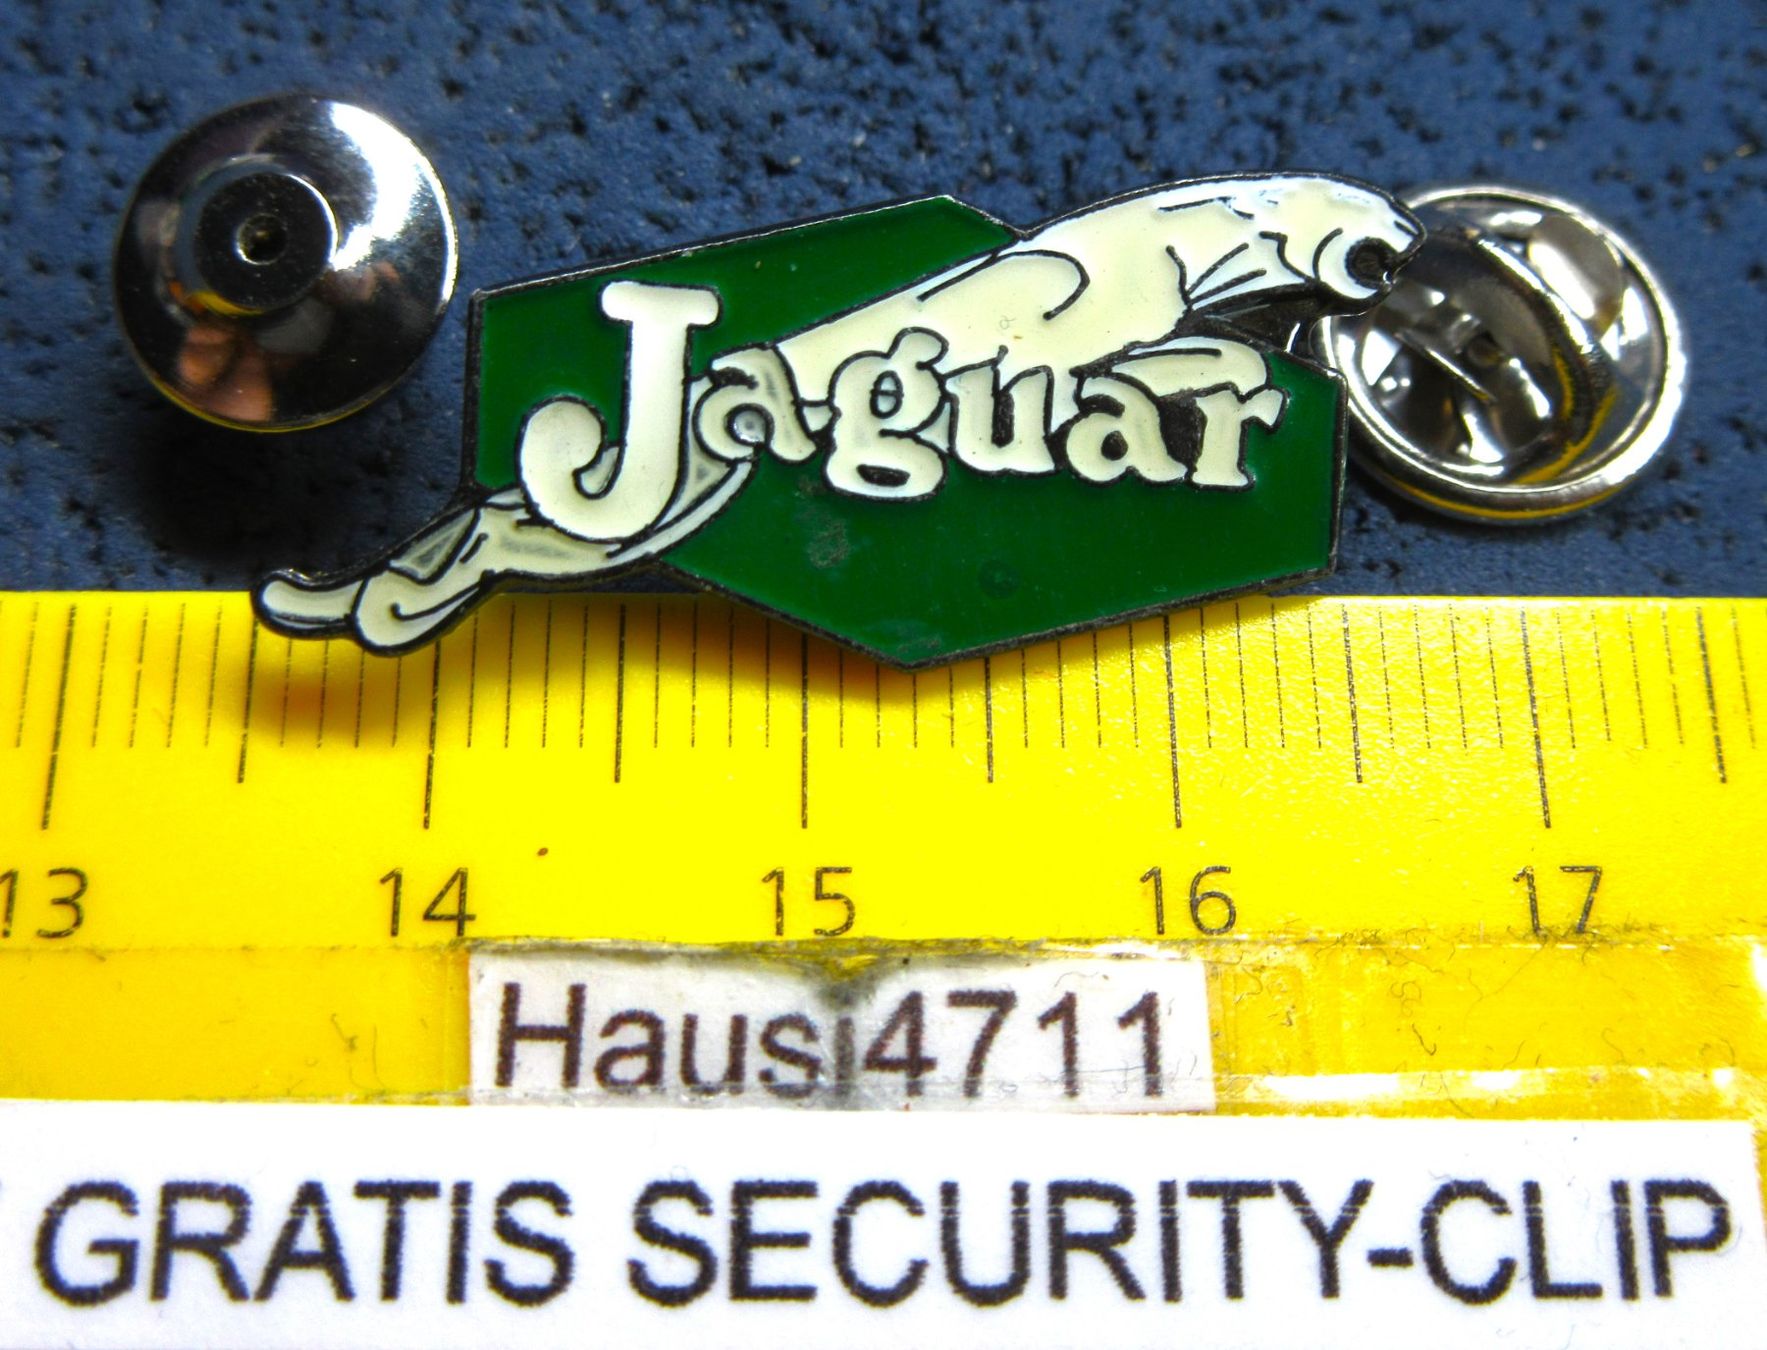 Jaguar
13 14 15 16 17
Hausi4711
GRATIS SECURITY-CLIP